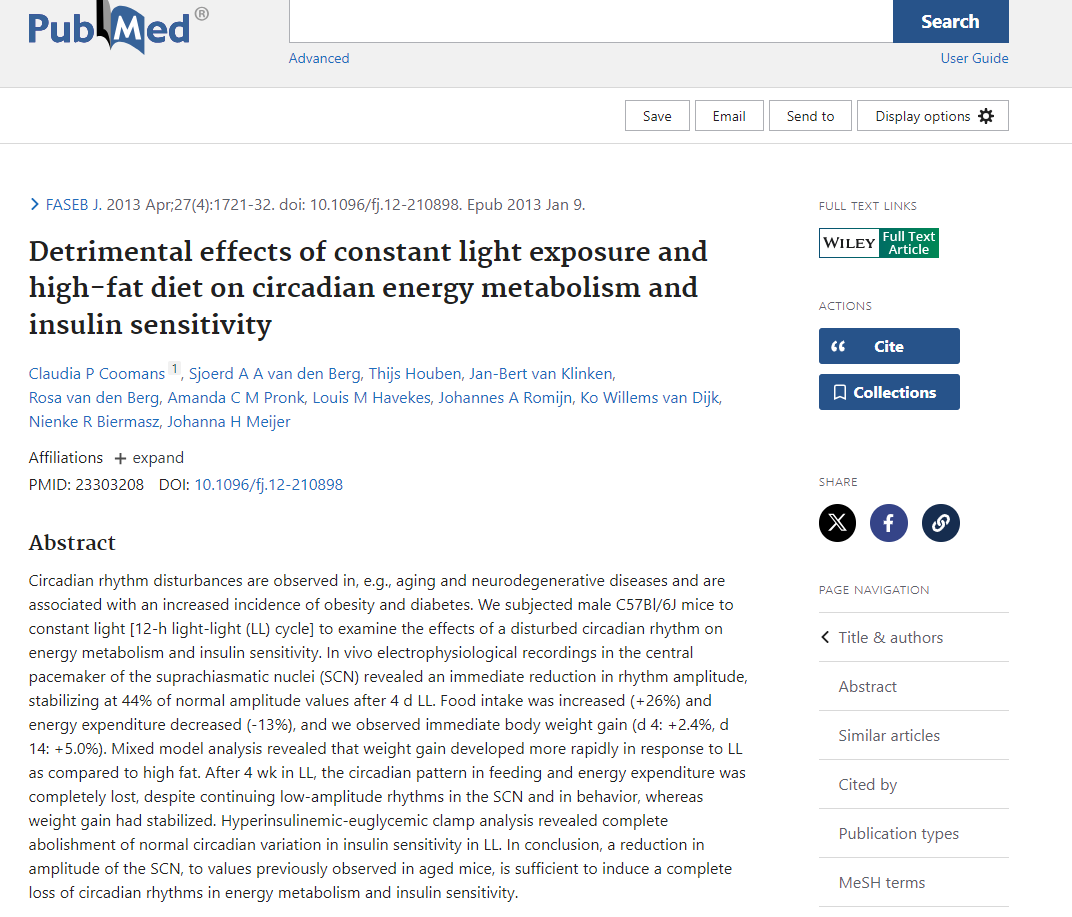 PubMed®
Search
Advanced
User Guide
Save
Email
Send to
Display options
FASEB J. 2013 Apr;27(4):1721-32. doi: 10.1096/fj.12-210898. Epub 2013 Jan 9.
Detrimental effects of constant light exposure and
high-fat diet on circadian energy metabolism and
insulin sensitivity
Claudia P Coomans 1, Sjoerd A A van den Berg, Thijs Houben, Jan-Bert van Klinken,
Rosa van den Berg, Amanda C M Pronk, Louis M Havekes, Johannes A Romijn, Ko Willems van Dijk,
Nienke R Biermasz, Johanna H Meijer
Affiliations + expand
PMID: 23303208 DOI: 10.1096/fj.12-210898
Abstract
Circadian rhythm disturbances are observed in, e.g., aging and neurodegenerative diseases and are
associated with an increased incidence of obesity and diabetes. We subjected male C57Bl/6J mice to
constant light [12-h light-light (LL) cycle] to examine the effects of a disturbed circadian rhythm on
energy metabolism and insulin sensitivity. In vivo electrophysiological recordings in the central
pacemaker of the suprachiasmatic nuclei (SCN) revealed an immediate reduction in rhythm amplitude,
stabilizing at 44% of normal amplitude values after 4 d LL. Food intake was increased (+26%) and
energy expenditure decreased (-13%), and we observed immediate body weight gain (d 4: +2.4%, d
14: +5.0%). Mixed model analysis revealed that weight gain developed more rapidly in response to LL
as compared to high fat. After 4 wk in LL, the circadian pattern in feeding and energy expenditure was
completely lost, despite continuing low-amplitude rhythms in the SCN and in behavior, whereas
weight gain had stabilized. Hyperinsulinemic-euglycemic clamp analysis revealed complete
abolishment of normal circadian variation in insulin sensitivity in LL. In conclusion, a reduction in
amplitude of the SCN, to values previously observed in aged mice, is sufficient to induce a complete
loss of circadian rhythms in energy metabolism and insulin sensitivity.
FULL TEXT LINKS
WILEY Full Text
Article
ACTIONS
Cite
Collections
SHARE
PAGE NAVIGATION
Title & authors
Abstract
Similar articles
Cited by
Publication types
MeSH terms